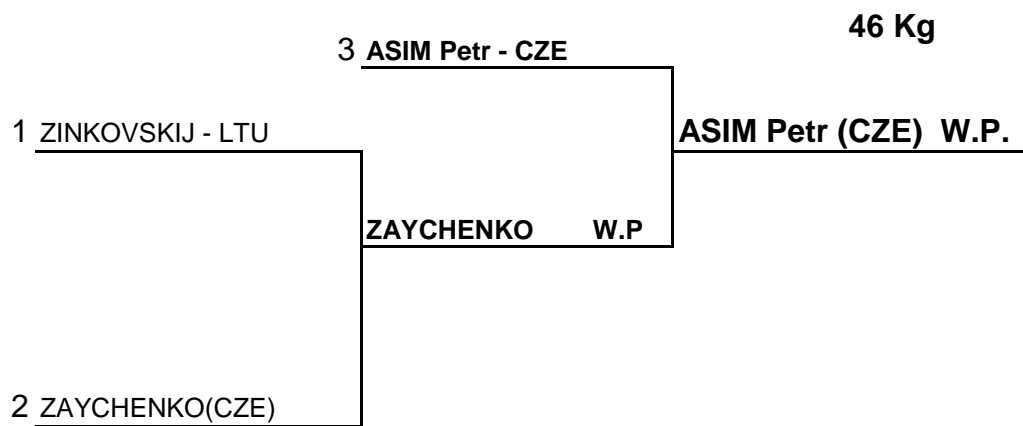 46 Kg
3 ASIM Petr - CZE
1 ZINKOVSKIJ - LTU
ASIM Petr (CZE) W.P.
ZAYCHENKO W.P
2 ZAYCHENKO(CZE)